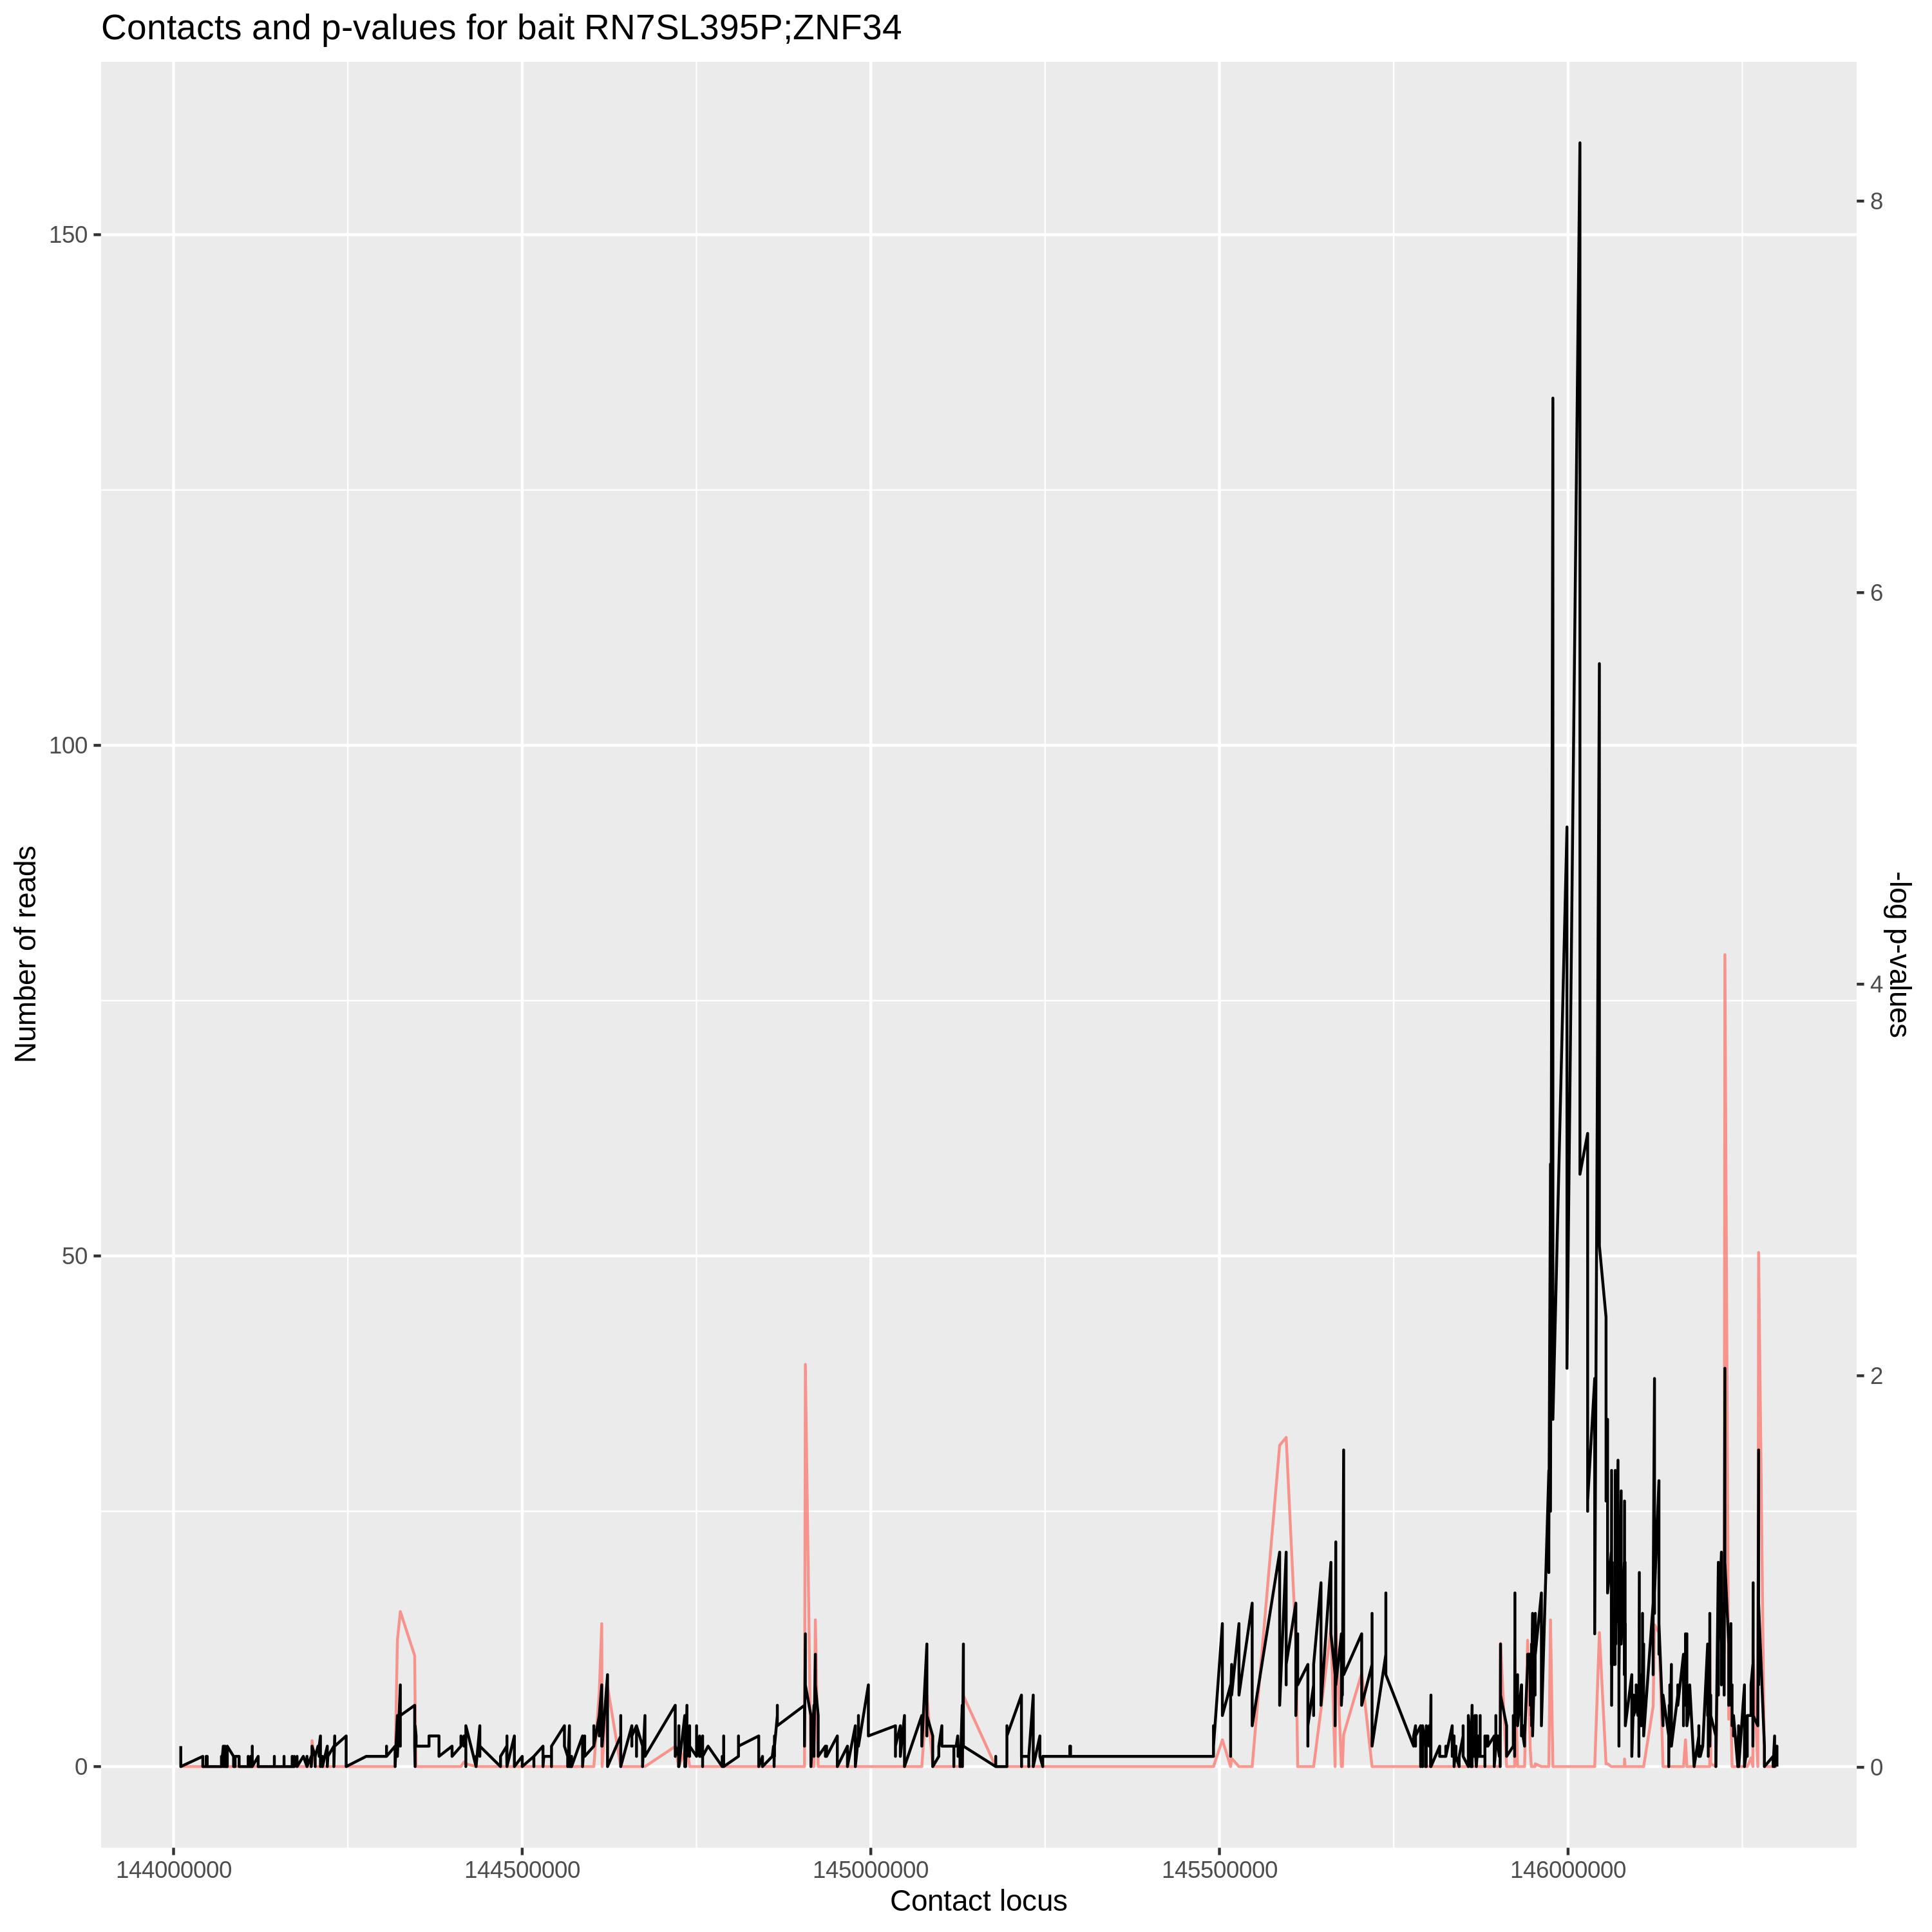 Contacts and p-values for bait RN7SL395P;ZNF34
150
100
50
0
Number of reads
8
6
4
2
0
-log p-values
144000000 144500000 145000000 145500000 146000000
Contact locus